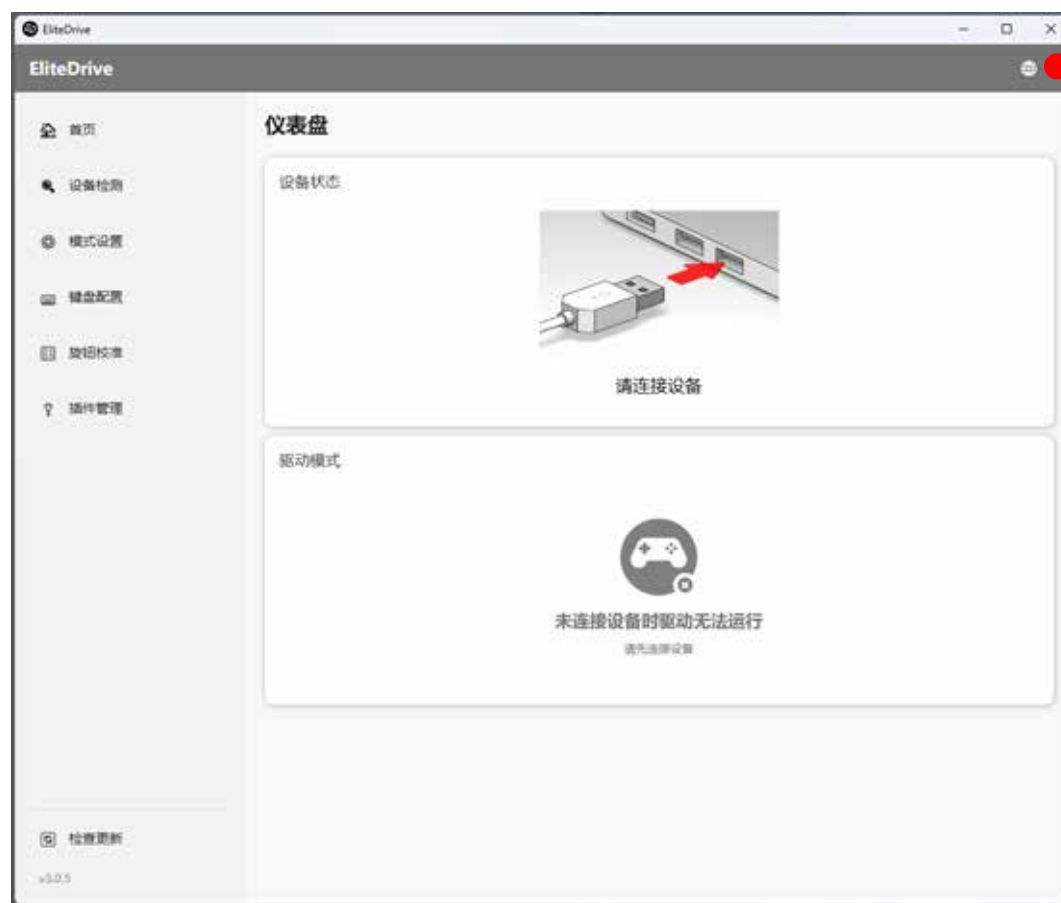 EliteDrive
EliteDrive
首页
设备检测
模式设置
键盘配置
旋钮校准
插件管理
检查更新
v3.0.5
仪表盘
设备状态
请连接设备
驱动模式
未连接设备时驱动无法运行
请先连接设备